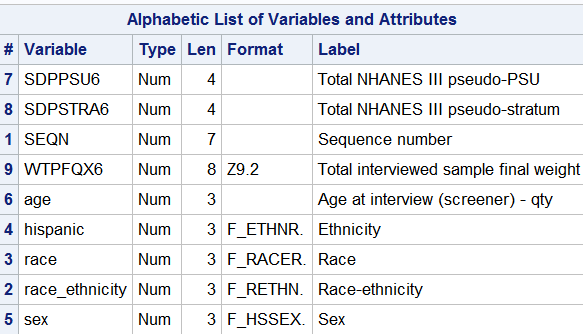 Alphabetic List of Variables and Attributes
# Variable Type Len Format Label
7 SDPPSU6 Num 4 Total NHANES III pseudo-PSU
8 SDPSTRA6 Num 4 Total NHANES III pseudo-stratum
1 SEQN Num 7 Sequence number
9 WTPFQX6 Num 8 Z9.2 Total interviewed sample final weight
6 age Num 3 Age at interview (screener) - qty
4 hispanic Num 3 F_ETHNR. Ethnicity
3 race Num 3 F_RACER. Race
2 race_ethnicity Num 3 F_RETHN. Race-ethnicity
5 sex Num 3 F_HSSEX. Sex